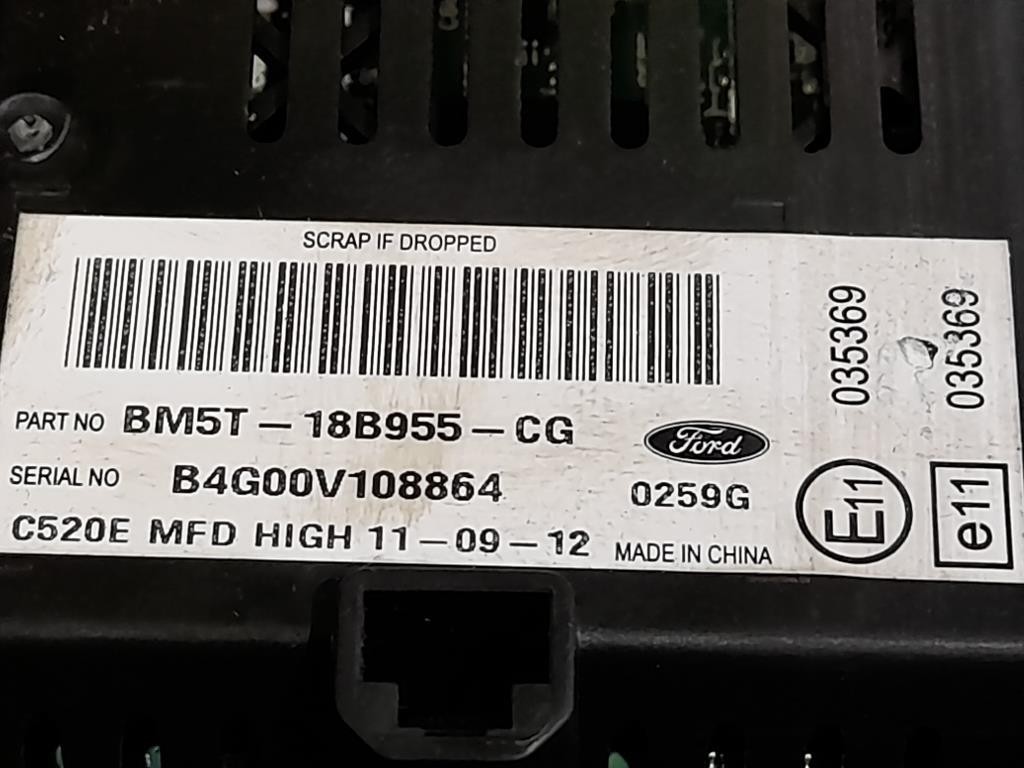 SCRAP IF DROPPED
PART NO BM5T-18B955-CG
Ford
SERIAL NO B4G00V108864
0259G
C520E MFD HIGH 11-09-12
MADE IN CHINA
035369
E11
035369
e11